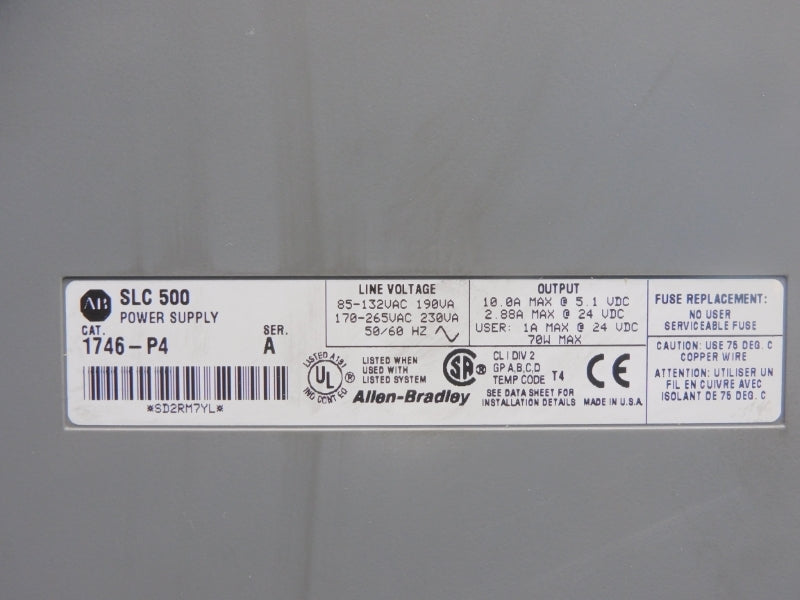 AB
SLC 500
POWER SUPPLY
CAT.
SER.
1746-P4
A
*SD2RM7YL*
LINE VOLTAGE
85-132VAC 190VA
170-265VAC 230VA
50/60 HZ
OUTPUT
10.0A MAX @ 5.1 VDC
2.88A MAX @ 24 VDC
USER: 1A MAX @ 24 VDC
70W MAX
LISTED A197
UL
IND CONT EQ
®
LISTED WHEN
USED WITH
LISTED SYSTEM
Allen-Bradley
SA
®
CL I DIV 2
GP A,B,C,D
TEMP CODE T4
SEE DATA SHEET FOR
INSTALLATION DETAILS
CE
MADE IN U.S.A.
FUSE REPLACEMENT:
NO USER
SERVICEABLE FUSE
CAUTION: USE 75 DEG. C
COPPER WIRE
ATTENTION: UTILISER UN
FIL EN CUIVRE AVEC
ISOLANT DE 75 DEG. C